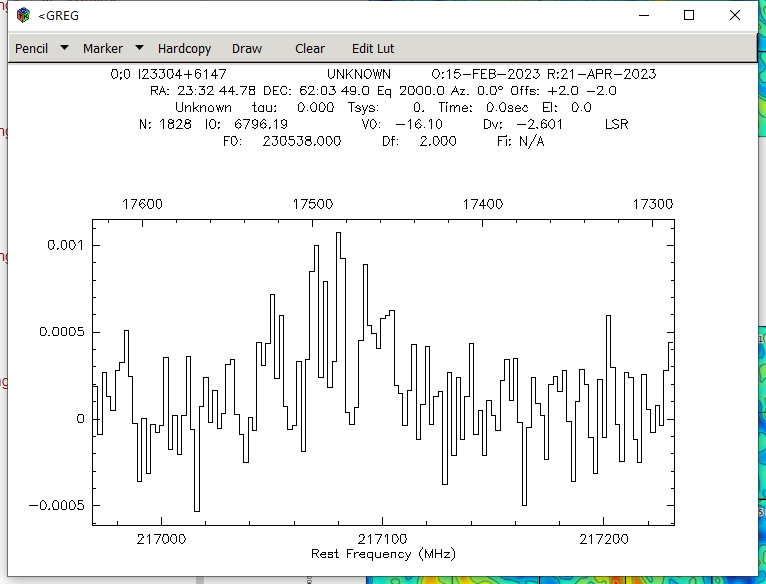 <GREG
Pencil Marker Hardcopy Draw Clear Edit Lut
0;0 I23304+6147 UNKNOWN O:15-FEB-2023 R:21-APR-2023
RA: 23:32 44.78 DEC: 62:03 49.0 Eq 2000.0 Az. 0.0° Offs: +2.0 -2.0
Unknown tau: 0.000 Tsys: 0. Time: 0.0sec El: 0.0
N: 1828 I0: 6796.19 V0: -16.10 Dv: -2.601 LSR
F0: 230538.000 Df: 2.000 Fi: N/A
17600 17500 17400 17300
0.001
0.0005
0
-0.0005
217000 217100 217200
Rest Frequency (MHz)